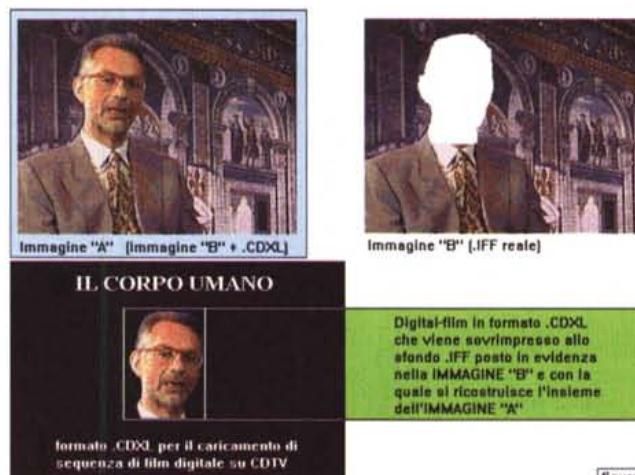 Immagine "A" (Immagine "B" + .CDXL)
Immagine "B" (.IFF reale)
IL CORPO UMANO
Digital-film in formato .CDXL
che viene sovrimpresso allo
sfondo .IFF posto in evidenza
nella IMMAGINE "B" e con la
quale si ricostruisce l'insieme
dell'IMMAGINE "A"
formato .CDXL per il caricamento di
sequenza di film digitale su CDTV